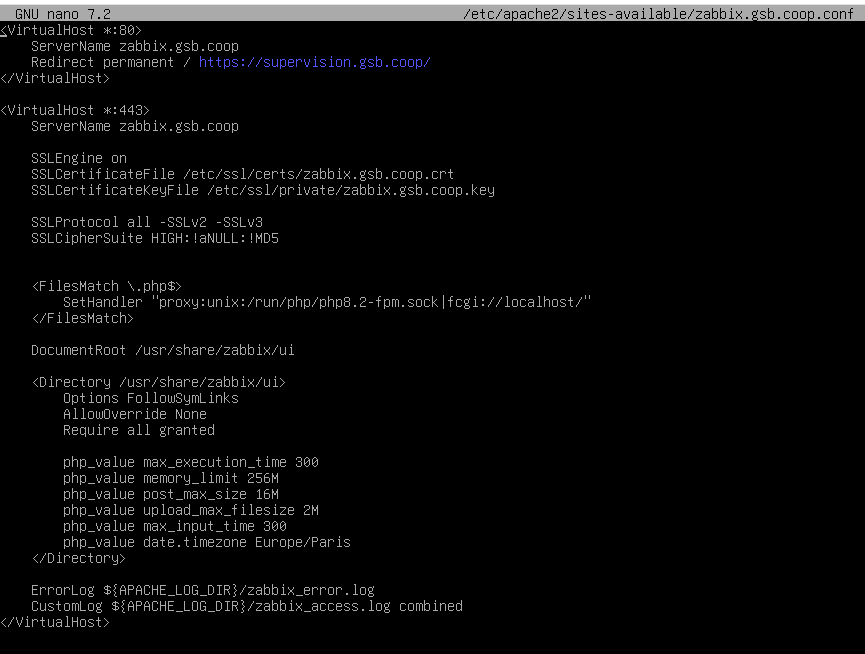 GNU nano 7.2 /etc/apache2/sites-available/zabbix.gsb.coop.conf
<VirtualHost *:80>
    ServerName zabbix.gsb.coop
    Redirect permanent / https://supervision.gsb.coop/
</VirtualHost>

<VirtualHost *:443>
    ServerName zabbix.gsb.coop

    SSLEngine on
    SSLCertificateFile /etc/ssl/certs/zabbix.gsb.coop.crt
    SSLCertificateKeyFile /etc/ssl/private/zabbix.gsb.coop.key

    SSLProtocol all -SSLv2 -SSLv3
    SSLCipherSuite HIGH:!aNULL:!MD5

    <FilesMatch \.php$>
        SetHandler "proxy:unix:/run/php/php8.2-fpm.sock|fcgi://localhost/"
    </FilesMatch>

    DocumentRoot /usr/share/zabbix/ui

    <Directory /usr/share/zabbix/ui>
        Options FollowSymLinks
        AllowOverride None
        Require all granted

        php_value max_execution_time 300
        php_value memory_limit 256M
        php_value post_max_size 16M
        php_value upload_max_filesize 2M
        php_value max_input_time 300
        php_value date.timezone Europe/Paris
    </Directory>

    ErrorLog ${APACHE_LOG_DIR}/zabbix_error.log
    CustomLog ${APACHE_LOG_DIR}/zabbix_access.log combined
</VirtualHost>